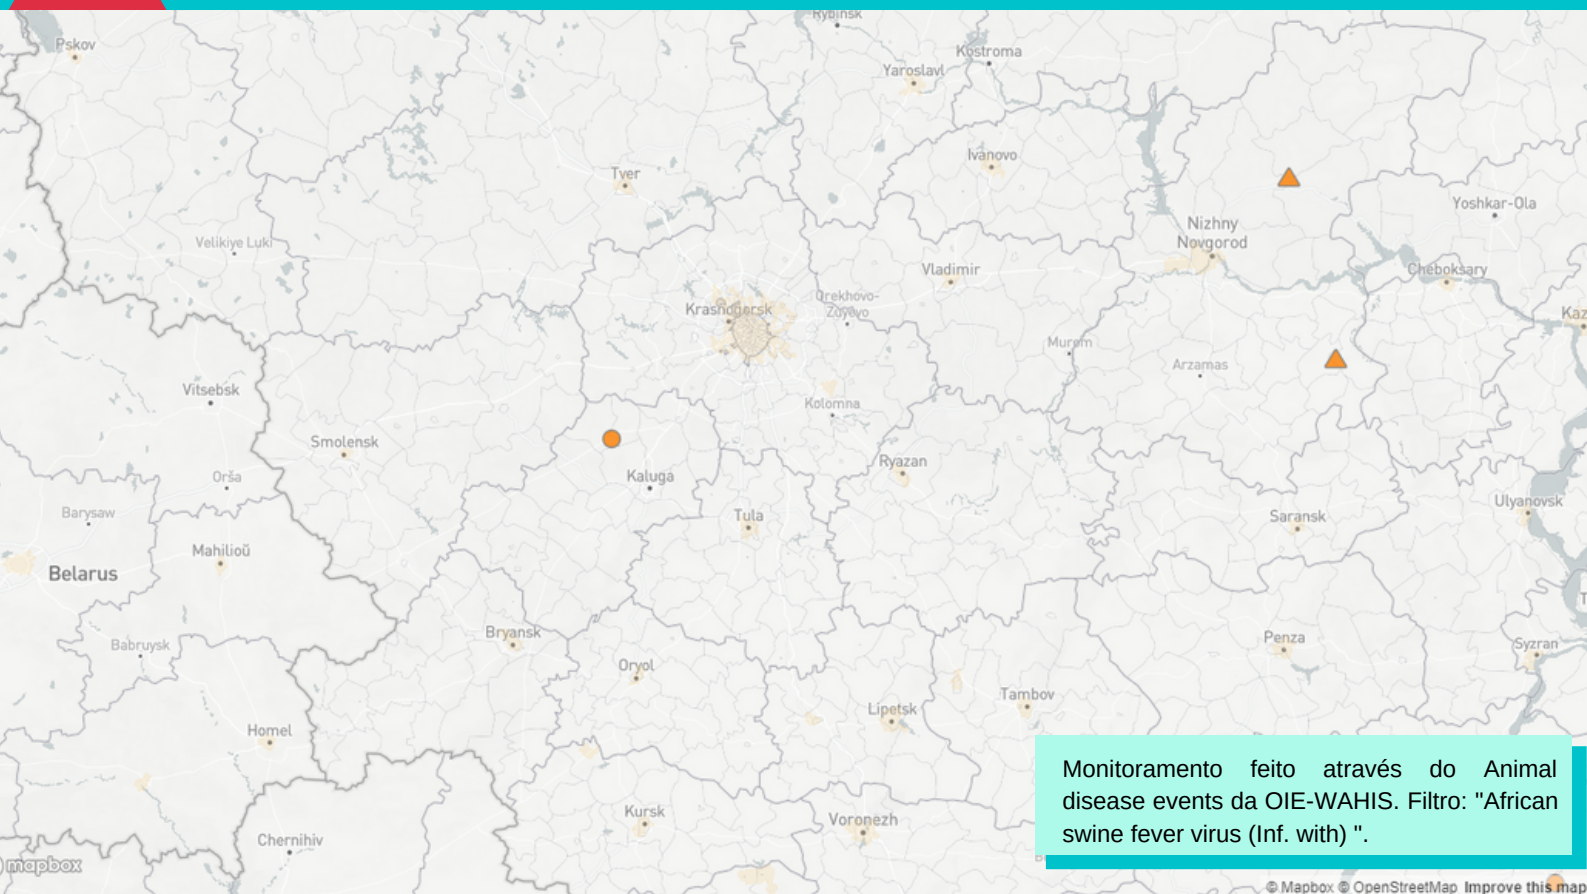 Rybinsk
Pskov
Kostroma
Yaroslavl
Ivanovo
Tver
Yoshkar-Ola
Nizhny
Novgorod
Velikiye Luki
Vladimir
Cheboksary
Orekhovo-
Zuyevo
Krasnogorsk
Kaz
Murom
Arzamas
Vitsebsk
Kolomna
Smolensk
Ryazan
Kaluga
Orša
Ulyanovsk
Barysaw
Tula
Saransk
Mahilioŭ
Belarus
T
Bryansk
Penza
Babruysk
Syzran
Oryol
Tambov
Lipetsk
Homel
Monitoramento feito através do Animal
disease events da OIE-WAHIS. Filtro: "African
swine fever virus (Inf. with) ".
Kursk
Voronezh
Chernihiv
mapbox
© Mapbox © OpenStreetMap Improve this map